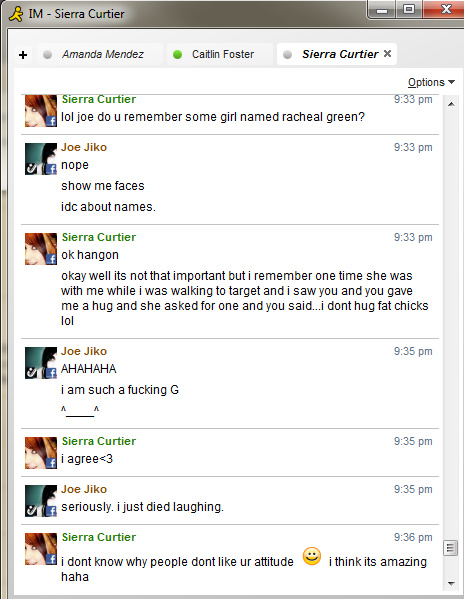 IM - Sierra Curtier
+ Amanda Mendez Caitlin Foster Sierra Curtier ×
Options
Sierra Curtier 9:33 pm
lol joe do u remember some girl named racheal green?
Joe Jiko 9:33 pm
nope
show me faces
idc about names.
Sierra Curtier 9:33 pm
ok hangon
okay well its not that important but i remember one time she was
with me while i was walking to target and i saw you and you gave
me a hug and she asked for one and you said...i dont hug fat chicks
lol
Joe Jiko 9:35 pm
AHAHAHA
i am such a fucking G
^_____^
Sierra Curtier 9:35 pm
i agree<3
Joe Jiko 9:35 pm
seriously. i just died laughing.
Sierra Curtier 9:36 pm
i dont know why people dont like ur attitude i think its amazing
haha